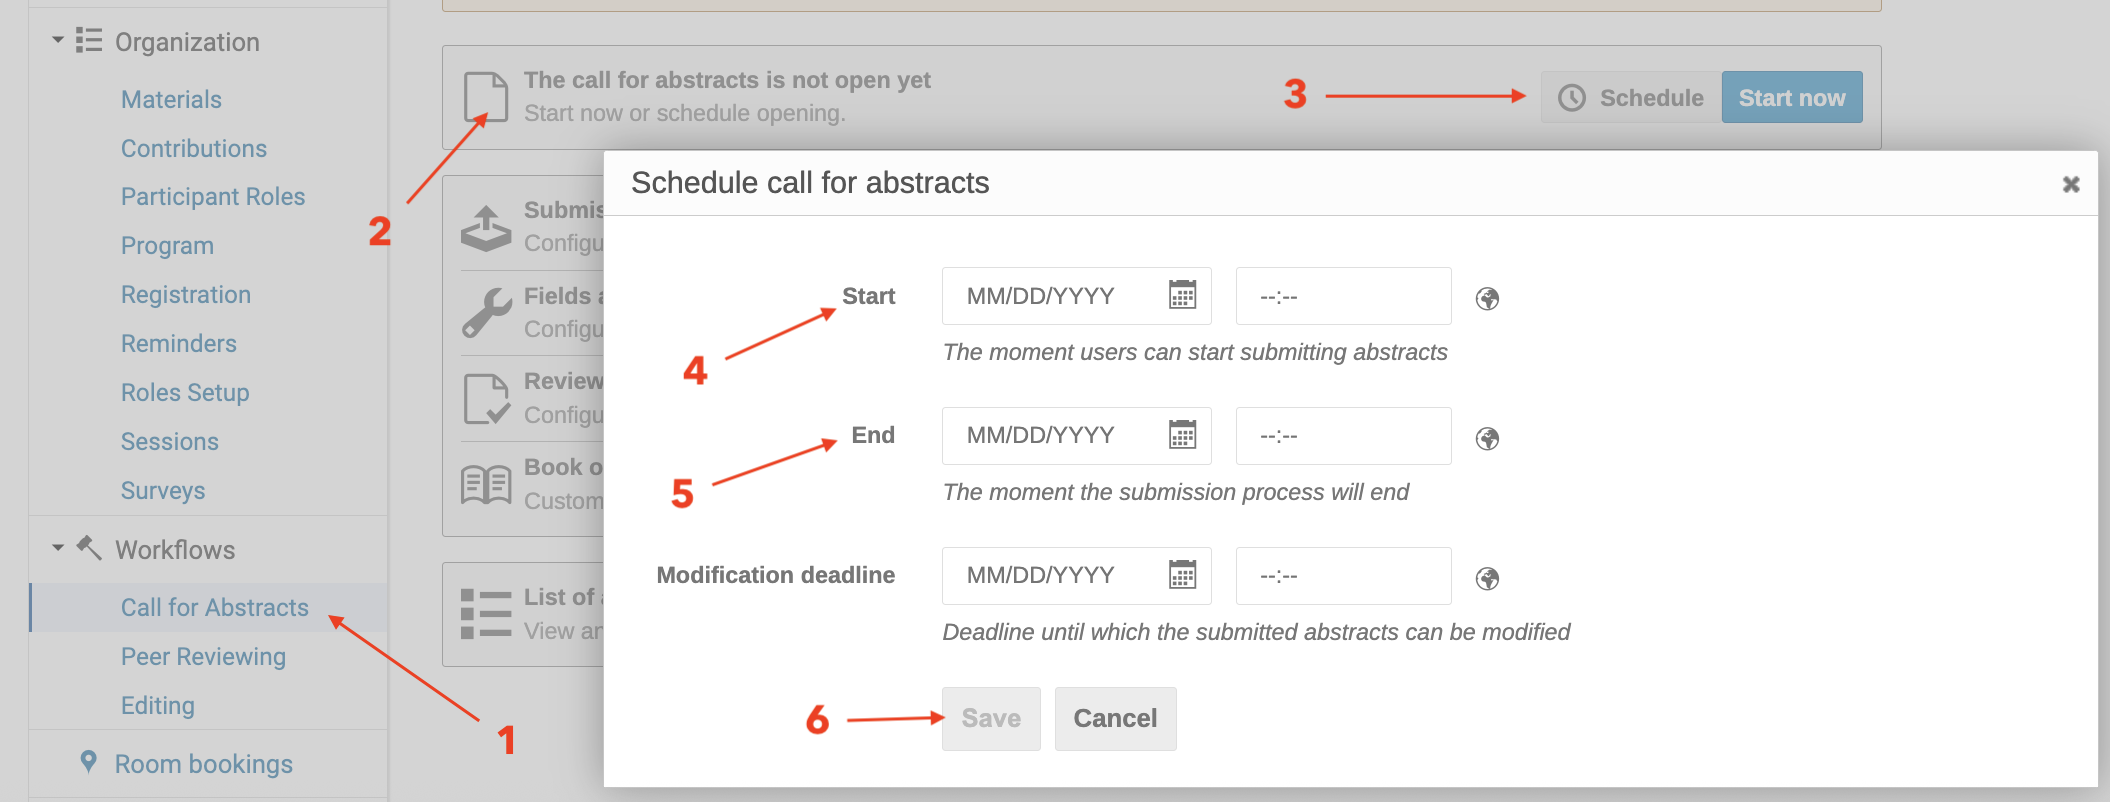 Organization
Materials
Contributions
Participant Roles
Program
Registration
Reminders
Roles Setup
Sessions
Surveys
Workflows
Call for Abstracts
Peer Reviewing
Editing
Room bookings
1
The call for abstracts is not open yet
Start now or schedule opening.
2
3
Schedule
Start now
Submis
Configu
Fields a
Configu
Review
Configu
Book o
Custom
List of a
View an
Schedule call for abstracts
4
Start
MM/DD/YYYY
--:--
The moment users can start submitting abstracts
5
End
MM/DD/YYYY
--:--
The moment the submission process will end
Modification deadline
MM/DD/YYYY
--:--
Deadline until which the submitted abstracts can be modified
6
Save
Cancel